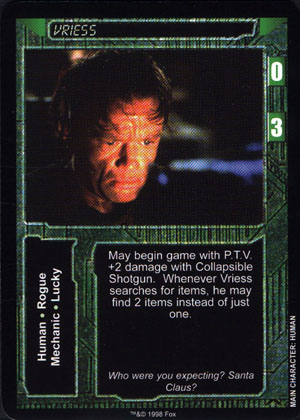 VRIESS
0
3
Human • Rogue
Mechanic • Lucky
May begin game with P.T.V.
+2 damage with Collapsible
Shotgun. Whenever Vriess
searches for items, he may
find 2 items instead of just
one.
Who were you expecting? Santa
Claus?
MAIN CHARACTER: HUMAN
™&© 1998 Fox